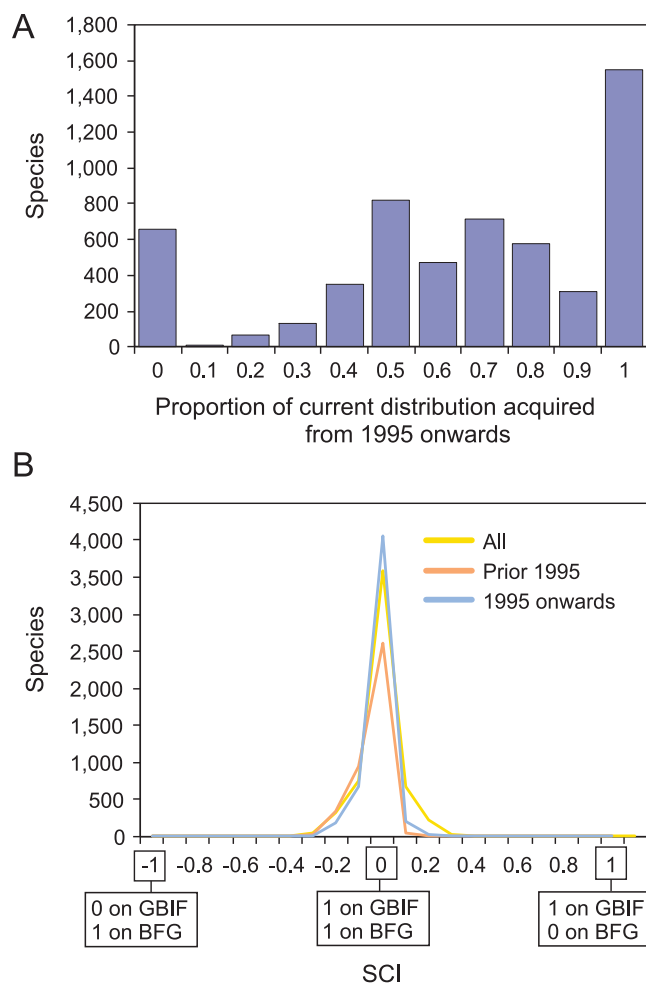 A
1,800
1,600
1,400
1,200
1,000
800
600
400
200
0
Species
0 0.1 0.2 0.3 0.4 0.5 0.6 0.7 0.8 0.9 1
Proportion of current distribution acquired
from 1995 onwards
B
4,500
4,000
3,500
3,000
2,500
2,000
1,500
1,000
500
0
Species
All
Prior 1995
1995 onwards
-1 -0.8 -0.6 -0.4 -0.2 0 0.2 0.4 0.6 0.8 1
0 on GBIF
1 on BFG
1 on GBIF
1 on BFG
1 on GBIF
0 on BFG
SCI